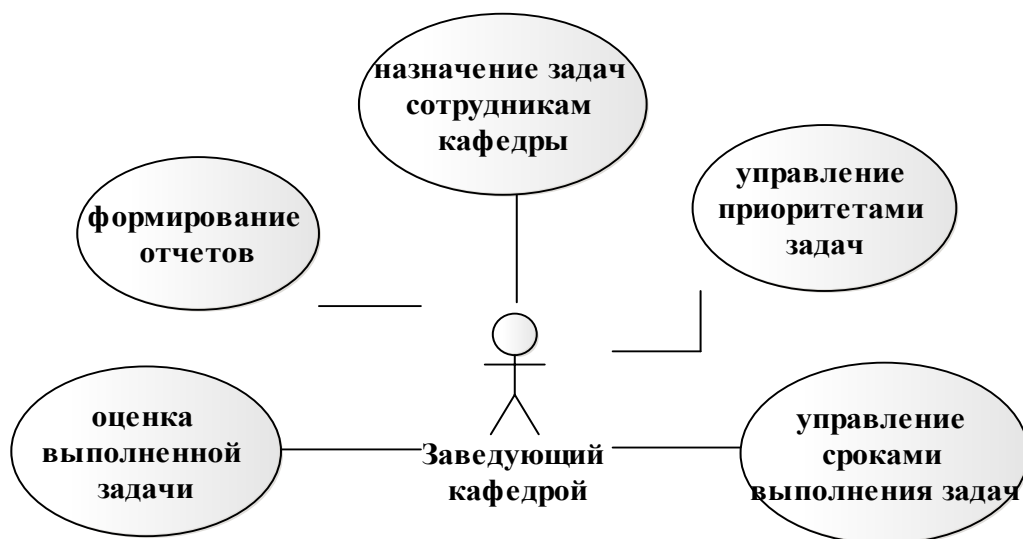 назначение задач
сотрудникам
кафедры
формирование
отчетов
управление
приоритетами
задач
оценка
выполненной
задачи
Заведующий
кафедрой
управление
сроками
выполнения задач